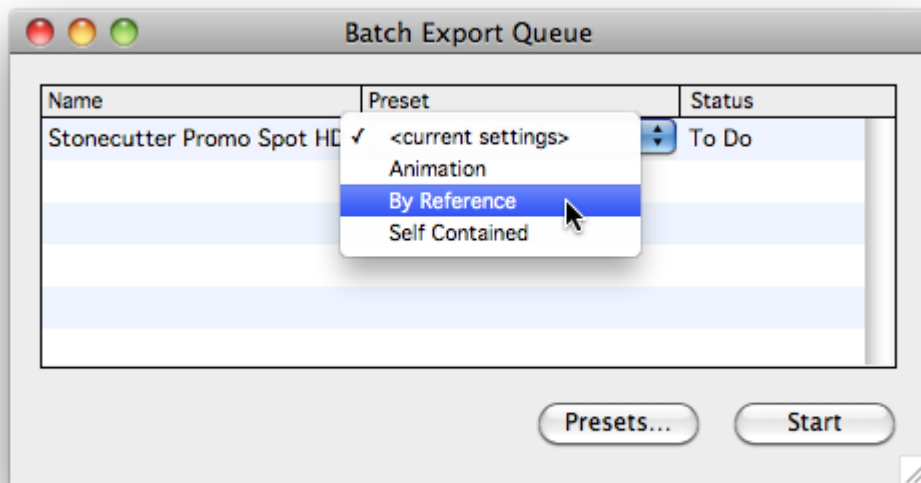 Batch Export Queue
Name Preset Status
Stonecutter Promo Spot HD ✓ <current settings> To Do
Animation
By Reference
Self Contained
Presets... Start